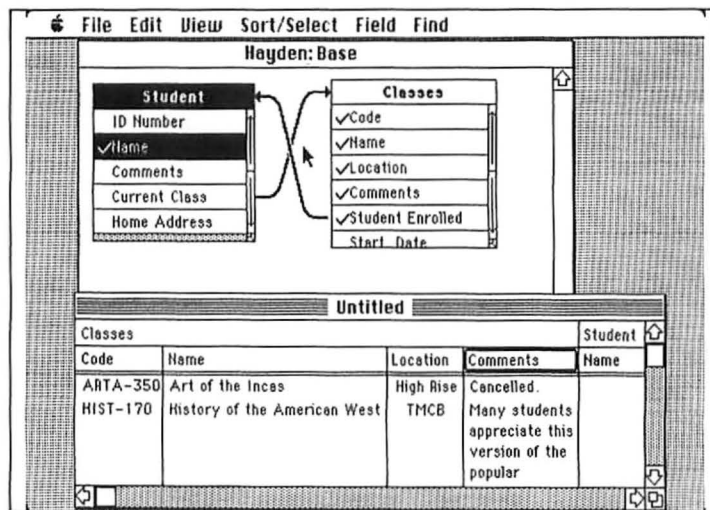 File Edit View Sort/Select Field Find
Hayden: Base
Student
ID Number
✓Name
Comments
Current Class
Home Address
Classes
✓Code
✓Name
✓Location
✓Comments
✓Student Enrolled
Start Date
Untitled
Classes Student
Code Name Location Comments Name
ARTA-350 Art of the Incas High Rise Cancelled.
HIST-170 History of the American West TMCB Many students
appreciate this
version of the
popular